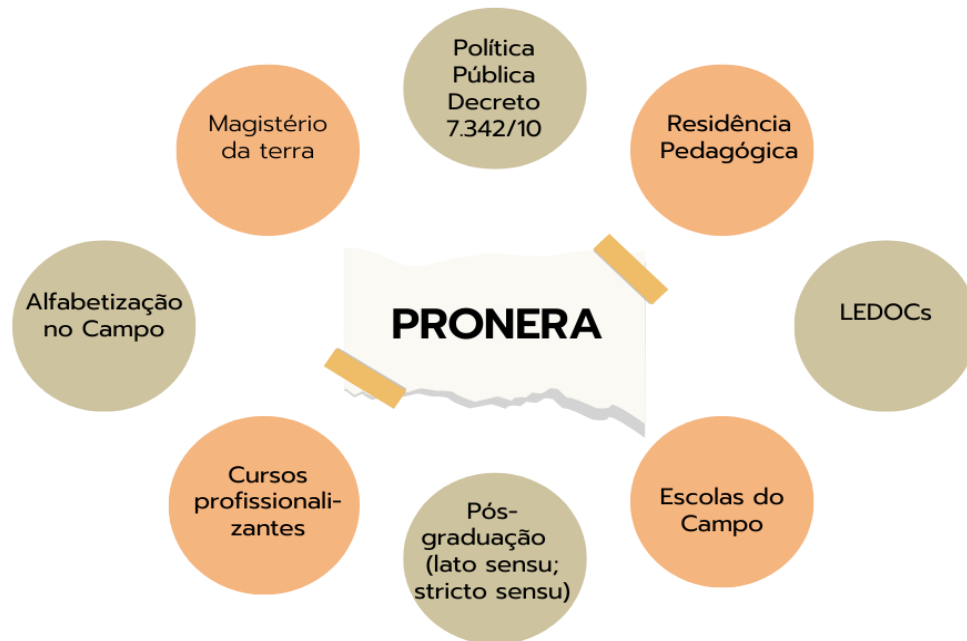 Política
Pública
Decreto
7.342/10
Magistério
da terra
Residência
Pedagógica
Alfabetização
no Campo
PRONERA
LEDOCs
Cursos
profissionali-
zantes
Pós-
graduação
(lato sensu;
stricto sensu)
Escolas do
Campo